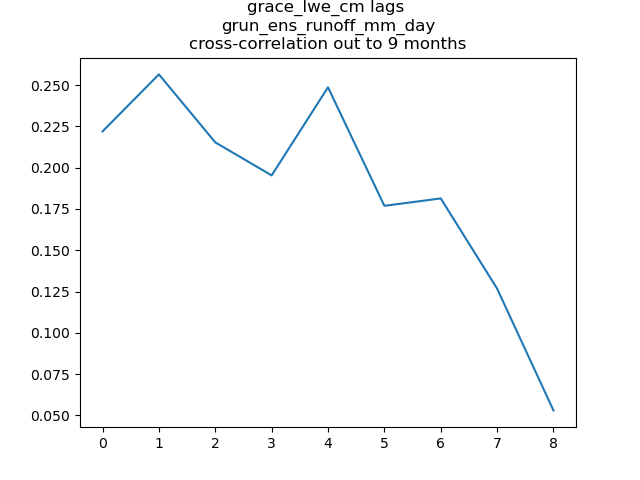 grace_lwe_cm lags
grun_ens_runoff_mm_day
cross-correlation out to 9 months
0.250
0.225
0.200
0.175
0.150
0.125
0.100
0.075
0.050
0 1 2 3 4 5 6 7 8